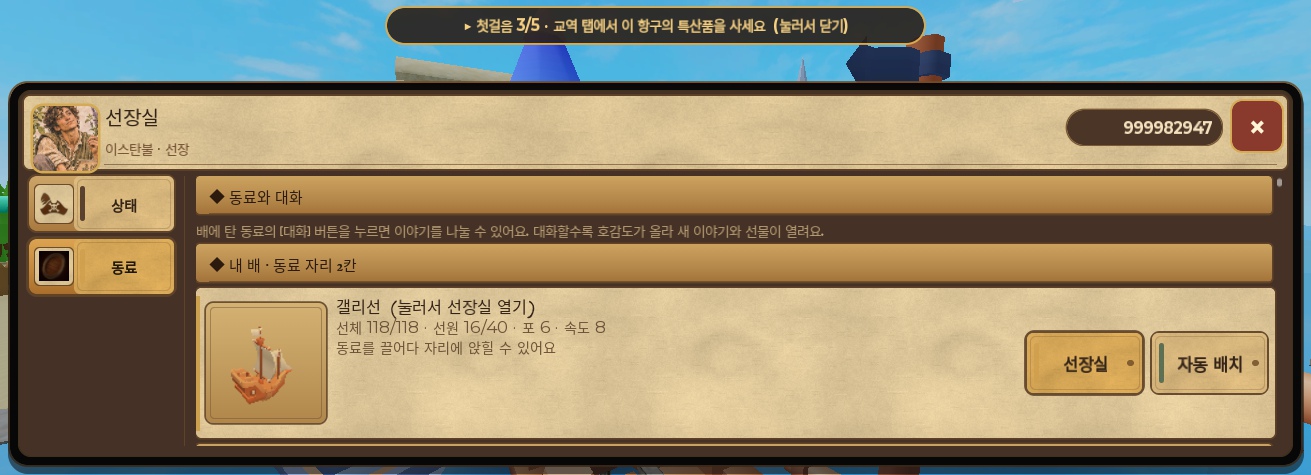 ▸ 첫걸음 3/5 · 교역 탭에서 이 항구의 특산품을 사세요 (눌러서 닫기)
선장실
이스탄불 · 선장
999982947
×
상태
동료
◆ 동료와 대화
배에 탄 동료의 [대화] 버튼을 누르면 이야기를 나눌 수 있어요. 대화할수록 호감도가 올라 새 이야기와 선물이 열려요.
◆ 내 배 · 동료 자리 2칸
갤리선 (눌러서 선장실 열기)
선체 118/118 · 선원 16/40 · 포 6 · 속도 8
동료를 끌어다 자리에 앉힐 수 있어요
선장실
자동 배치